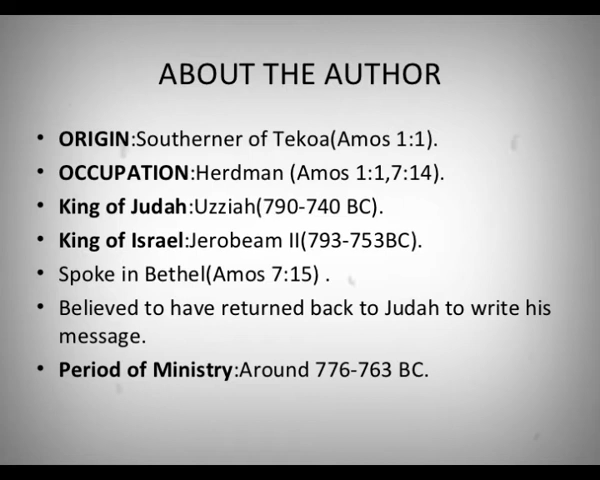 ABOUT THE AUTHOR
• ORIGIN:Southerner of Tekoa(Amos 1:1).
• OCCUPATION:Herdman (Amos 1:1,7:14).
• King of Judah:Uzziah(790-740 BC).
• King of Israel:Jerobeam II(793-753BC).
• Spoke in Bethel(Amos 7:15) .
• Believed to have returned back to Judah to write his
message.
• Period of Ministry:Around 776-763 BC.